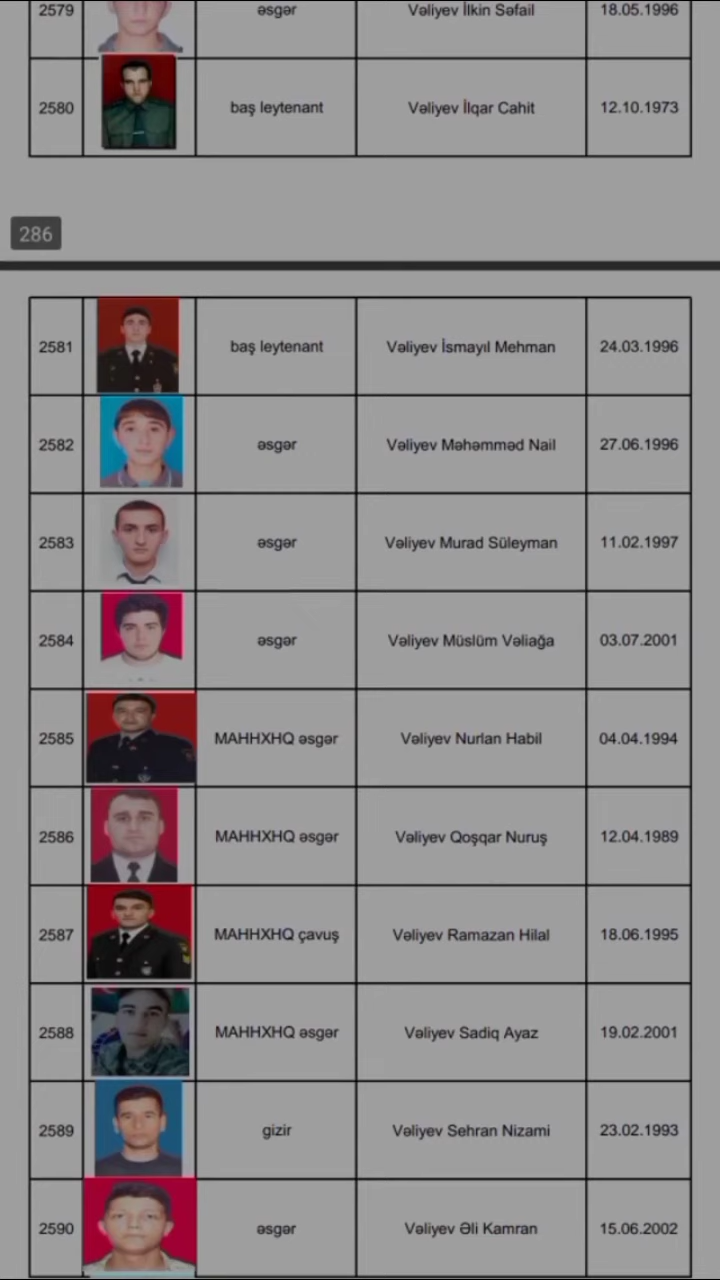 2579 əsgər Vəliyev İlkin Səfail 18.05.1996
2580 baş leytenant Vəliyev İlqar Cahit 12.10.1973
286
2581 baş leytenant Vəliyev İsmayıl Mehman 24.03.1996
2582 əsgər Vəliyev Məhəmməd Nail 27.06.1996
2583 əsgər Vəliyev Murad Süleyman 11.02.1997
2584 əsgər Vəliyev Müslüm Vəliağa 03.07.2001
2585 MAHHXHQ əsgər Vəliyev Nurlan Habil 04.04.1994
2586 MAHHXHQ əsgər Vəliyev Qoşqar Nuruş 12.04.1989
2587 MAHHXHQ çavuş Vəliyev Ramazan Hilal 18.06.1995
2588 MAHHXHQ əsgər Vəliyev Sadiq Ayaz 19.02.2001
2589 gizir Vəliyev Sehran Nizami 23.02.1993
2590 əsgər Vəliyev Əli Kamran 15.06.2002